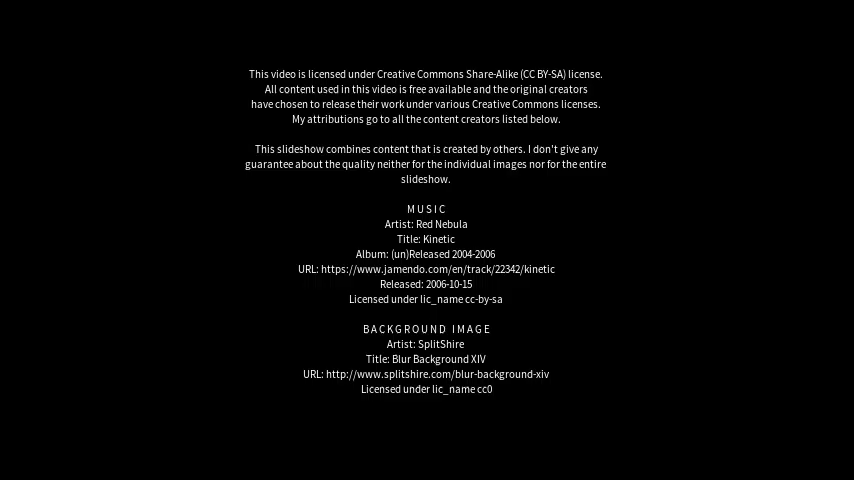 This video is licensed under Creative Commons Share-Alike (CC BY-SA) license.
All content used in this video is free available and the original creators
have chosen to release their work under various Creative Commons licenses.
My attributions go to all the content creators listed below.
This slideshow combines content that is created by others. I don't give any
guarantee about the quality neither for the individual images nor for the entire
slideshow.
MUSIC
Artist: Red Nebula
Title: Kinetic
Album: (un)Released 2004-2006
URL: https://www.jamendo.com/en/track/22342/kinetic
Released: 2006-10-15
Licensed under lic_name cc-by-sa
BACKGROUND IMAGE
Artist: SplitShire
Title: Blur Background XIV
URL: http://www.splitshire.com/blur-background-xiv
Licensed under lic_name cc0